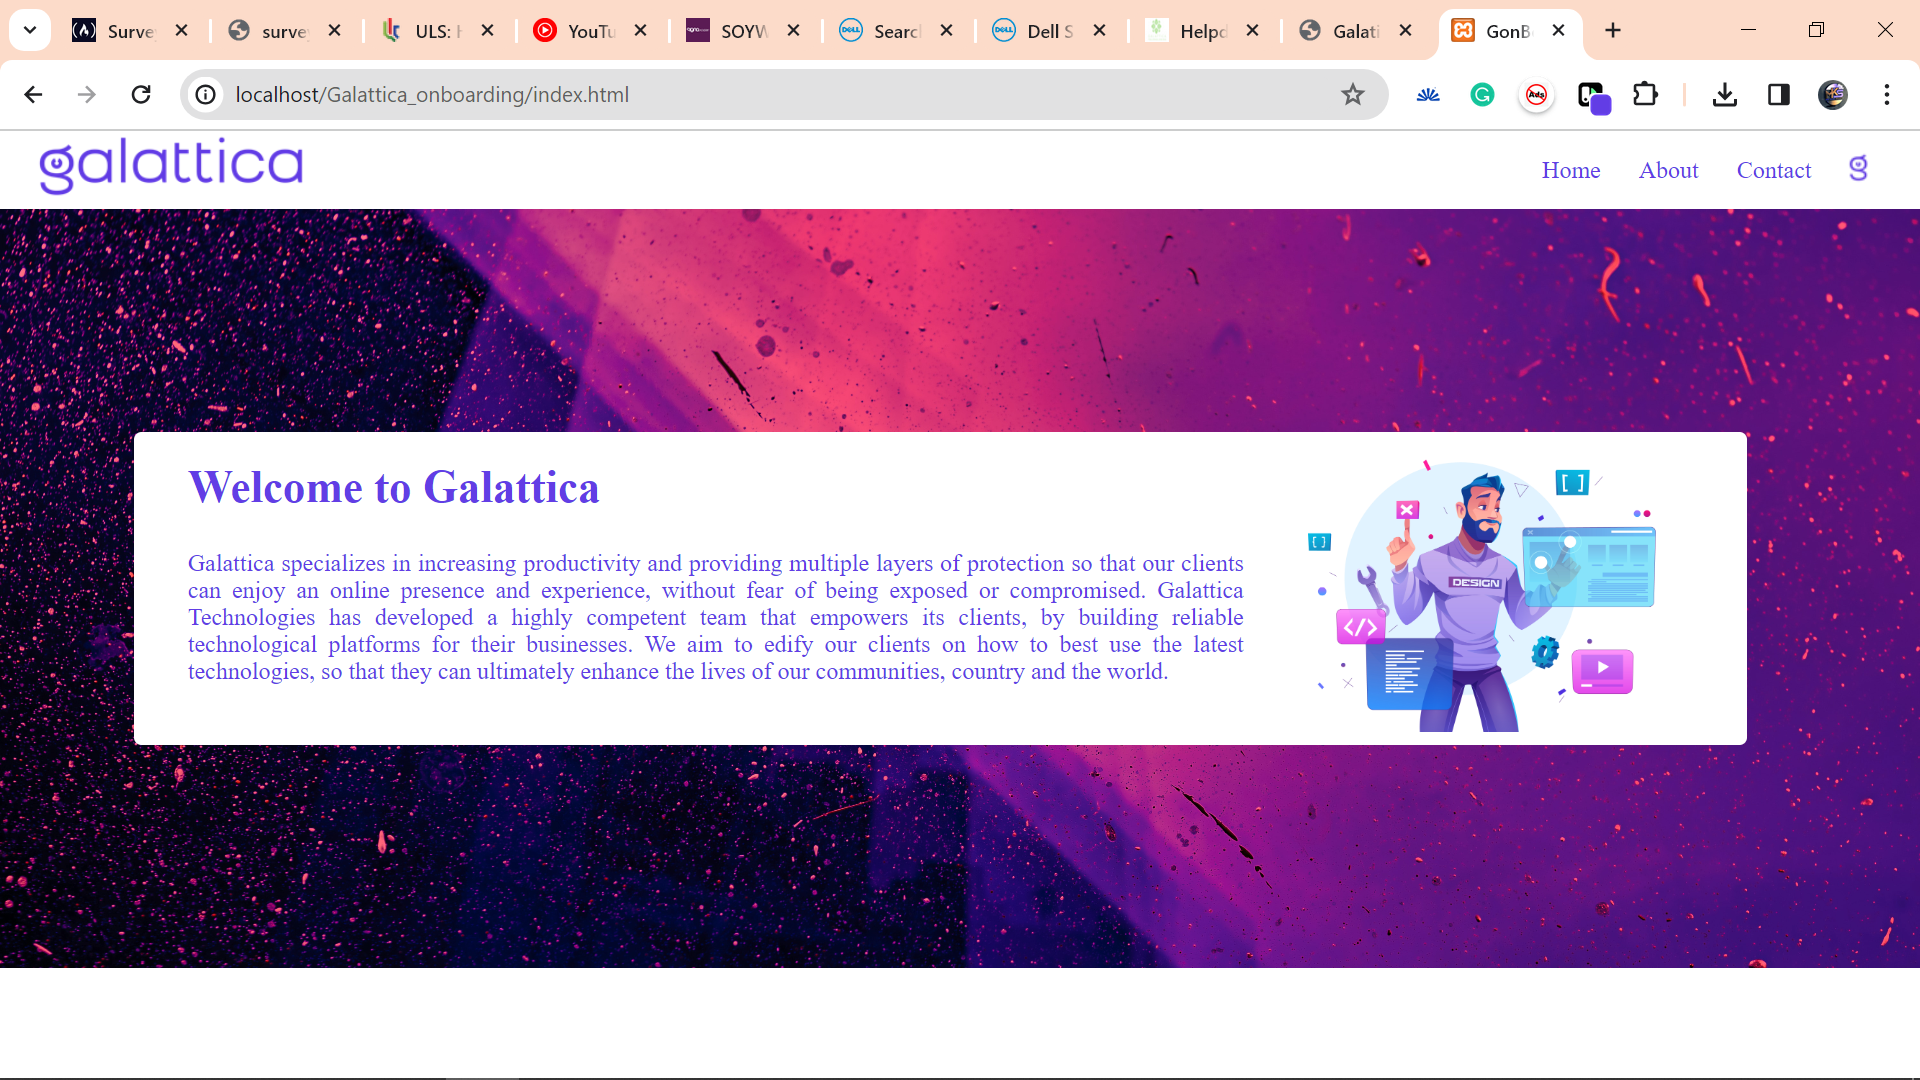 Surve
surve
ULS: H
YouTu
SOYW
Searcl
Dell S
Helpd
Galati
GonB
localhost/Galattica_onboarding/index.html
galattica
Home
About
Contact
g
Welcome to Galattica
Galattica specializes in increasing productivity and providing multiple layers of protection so that our clients
can enjoy an online presence and experience, without fear of being exposed or compromised. Galattica
Technologies has developed a highly competent team that empowers its clients, by building reliable
technological platforms for their businesses. We aim to edify our clients on how to best use the latest
technologies, so that they can ultimately enhance the lives of our communities, country and the world.
[ ]
[ ]
DESIGN
</>